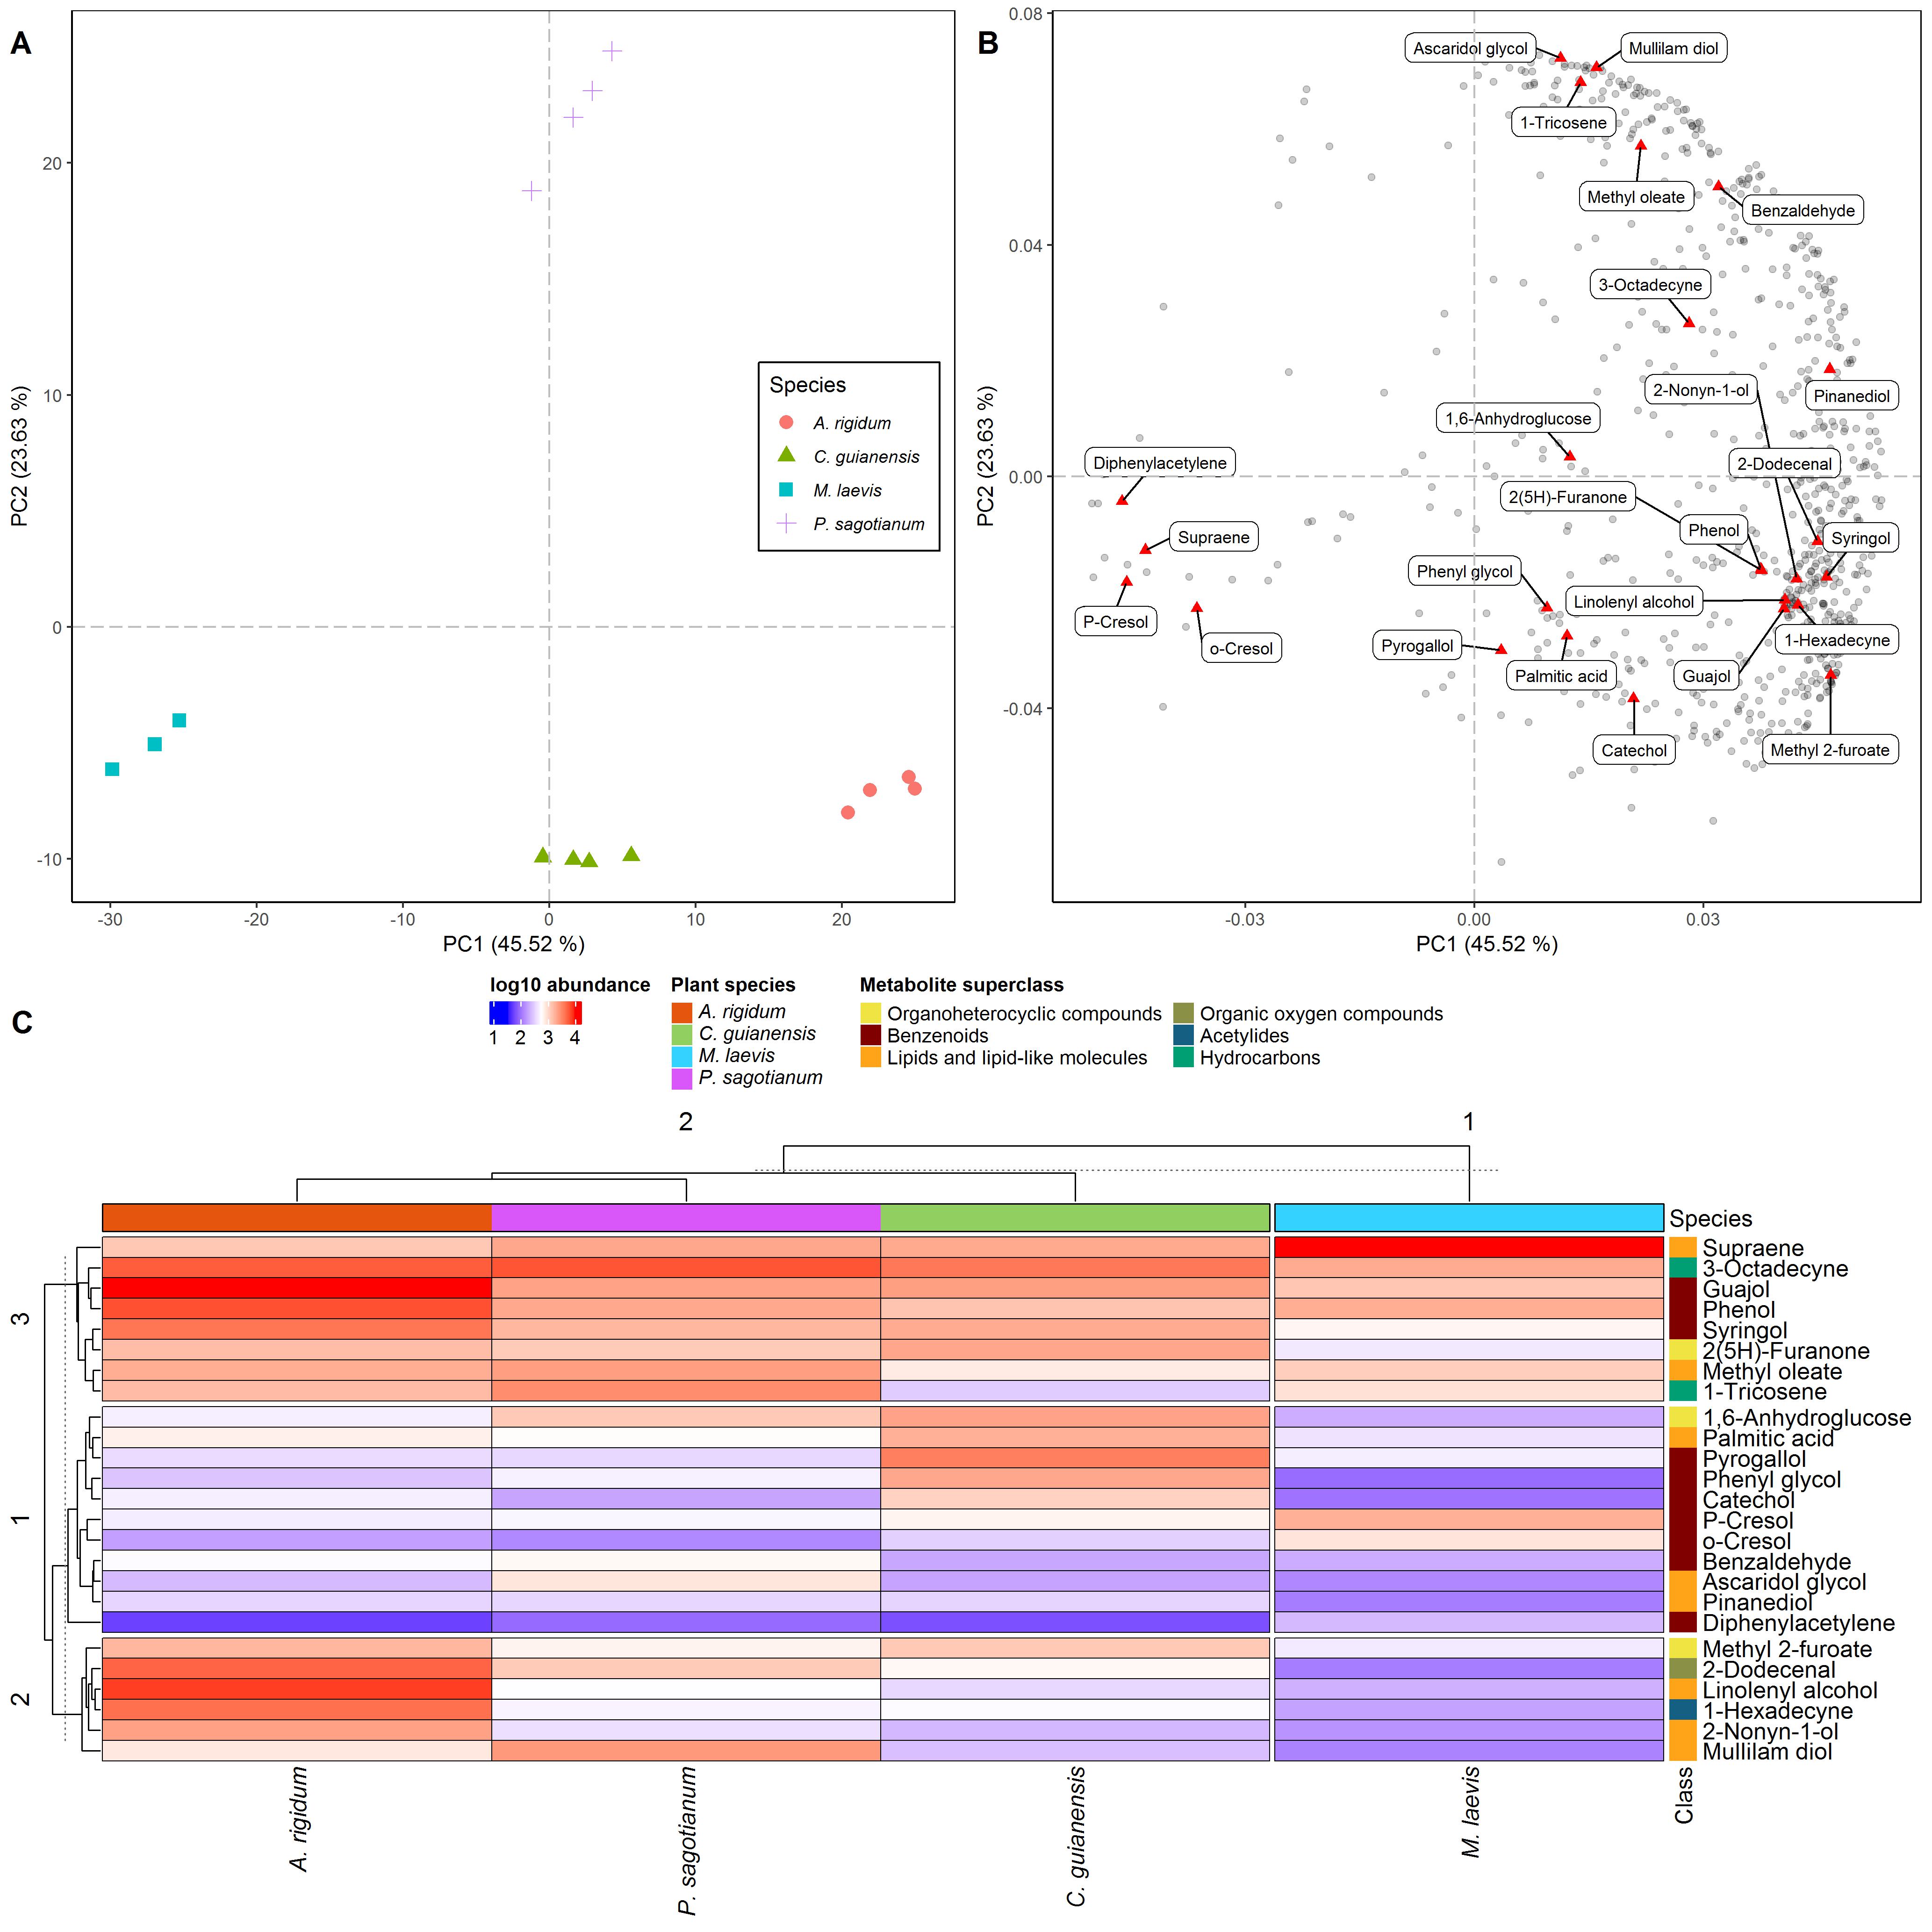 A
20
10
0
-10
PC2 (23.63 %)
-30
-20
-10
0
10
20
PC1 (45.52 %)
Species
A. rigidum
C. guianensis
M. laevis
P. sagotianum
B
0.08
0.04
0.00
-0.04
PC2 (23.63 %)
-0.03
0.00
0.03
PC1 (45.52 %)
Ascaridol glycol
Mullilam diol
1-Tricosene
Methyl oleate
Benzaldehyde
3-Octadecyne
2-Nonyn-1-ol
Pinanediol
1,6-Anhydroglucose
Diphenylacetylene
2-Dodecenal
2(5H)-Furanone
Phenol
Syringol
Supraene
Phenyl glycol
Linolenyl alcohol
P-Cresol
o-Cresol
Pyrogallol
1-Hexadecyne
Palmitic acid
Guajol
Catechol
Methyl 2-furoate
C
log10 abundance
1 2 3 4
Plant species
A. rigidum
C. guianensis
M. laevis
P. sagotianum
Metabolite superclass
Organoheterocyclic compounds
Benzenoids
Lipids and lipid-like molecules
Organic oxygen compounds
Acetylides
Hydrocarbons
2
1
Species
3
Supraene
3-Octadecyne
Guajol
Phenol
Syringol
2(5H)-Furanone
Methyl oleate
1-Tricosene
1
1,6-Anhydroglucose
Palmitic acid
Pyrogallol
Phenyl glycol
Catechol
P-Cresol
o-Cresol
Benzaldehyde
Ascaridol glycol
Pinanediol
Diphenylacetylene
2
Methyl 2-furoate
2-Dodecenal
Linolenyl alcohol
1-Hexadecyne
2-Nonyn-1-ol
Mullilam diol
A. rigidum
P. sagotianum
C. guianensis
M. laevis
Class